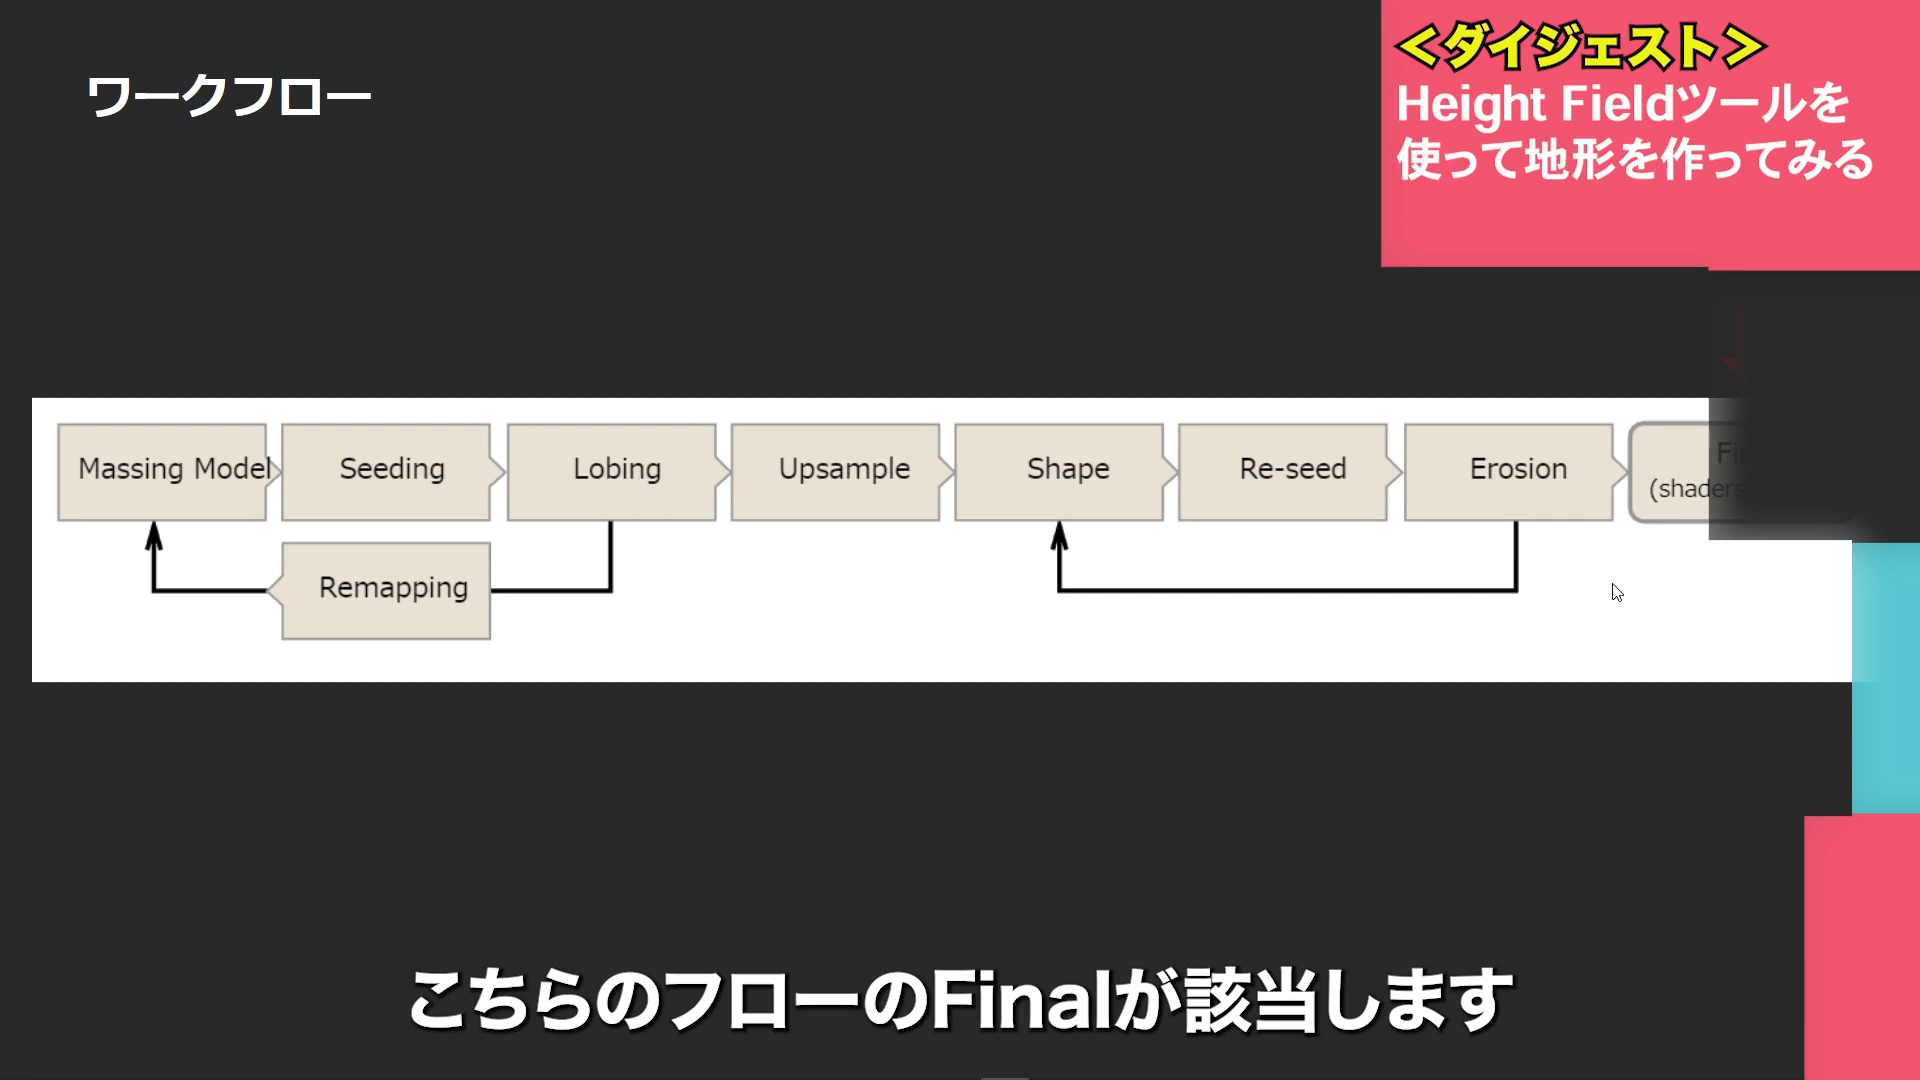 ワークフロー
<ダイジェスト>
Height Fieldツールを
使って地形を作ってみる
Massing Model
Seeding
Lobing
Upsample
Shape
Re-seed
Erosion
(shaders
Remapping
こちらのフローのFinalが該当します